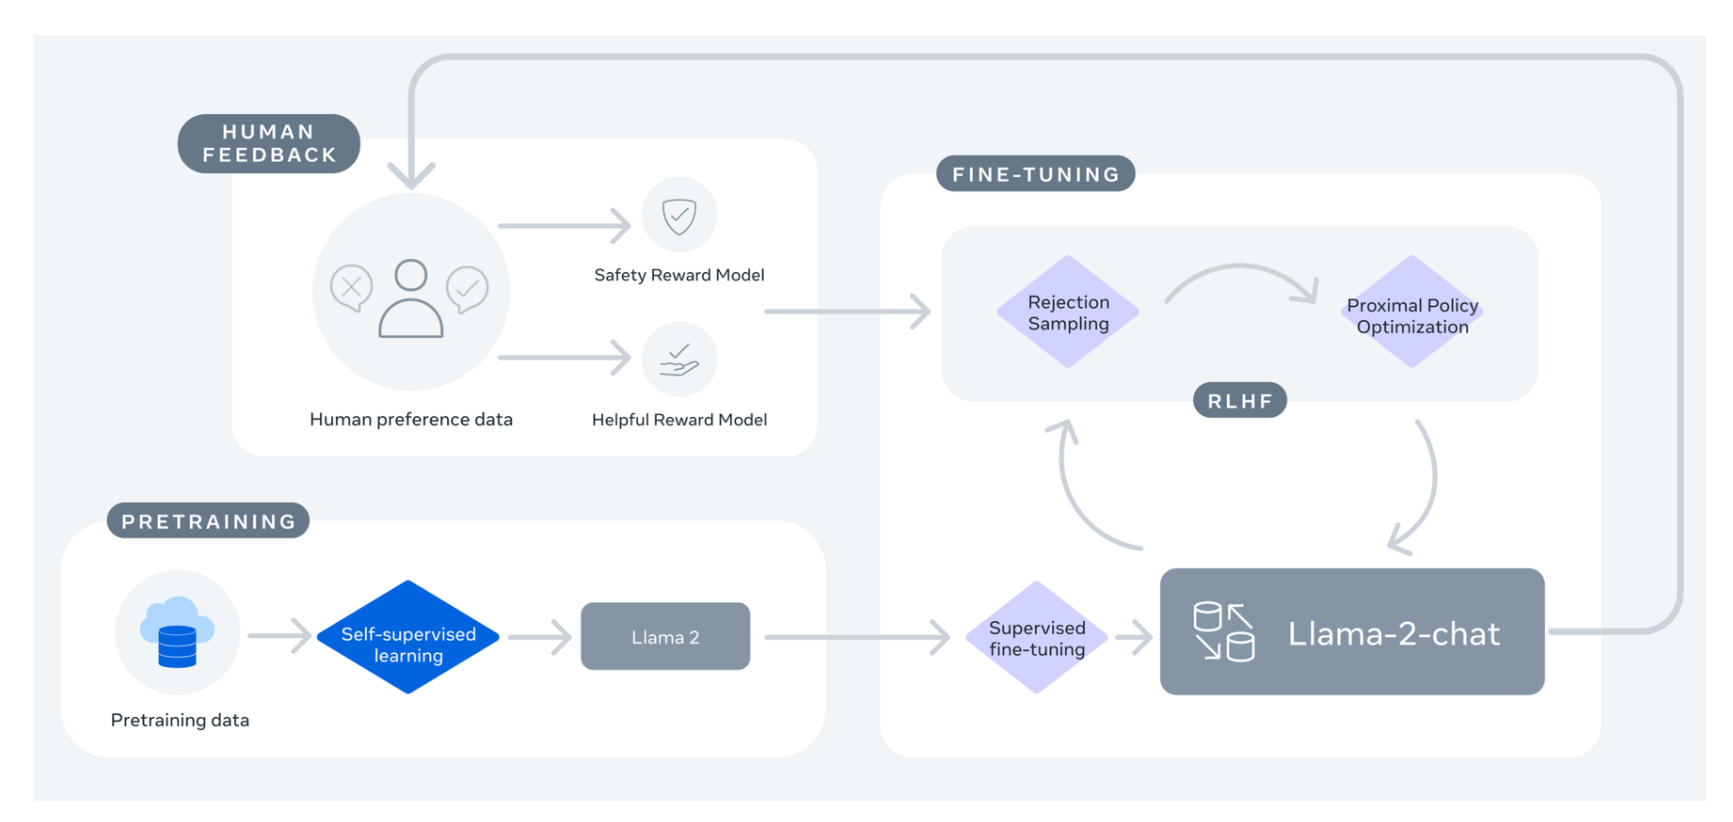 HUMAN
FEEDBACK
Safety Reward Model
Human preference data
Helpful Reward Model
FINE-TUNING
Rejection
Sampling
Proximal Policy
Optimization
RLHF
PRETRAINING
Pretraining data
Self-supervised
learning
Llama 2
Supervised
fine-tuning
Llama-2-chat